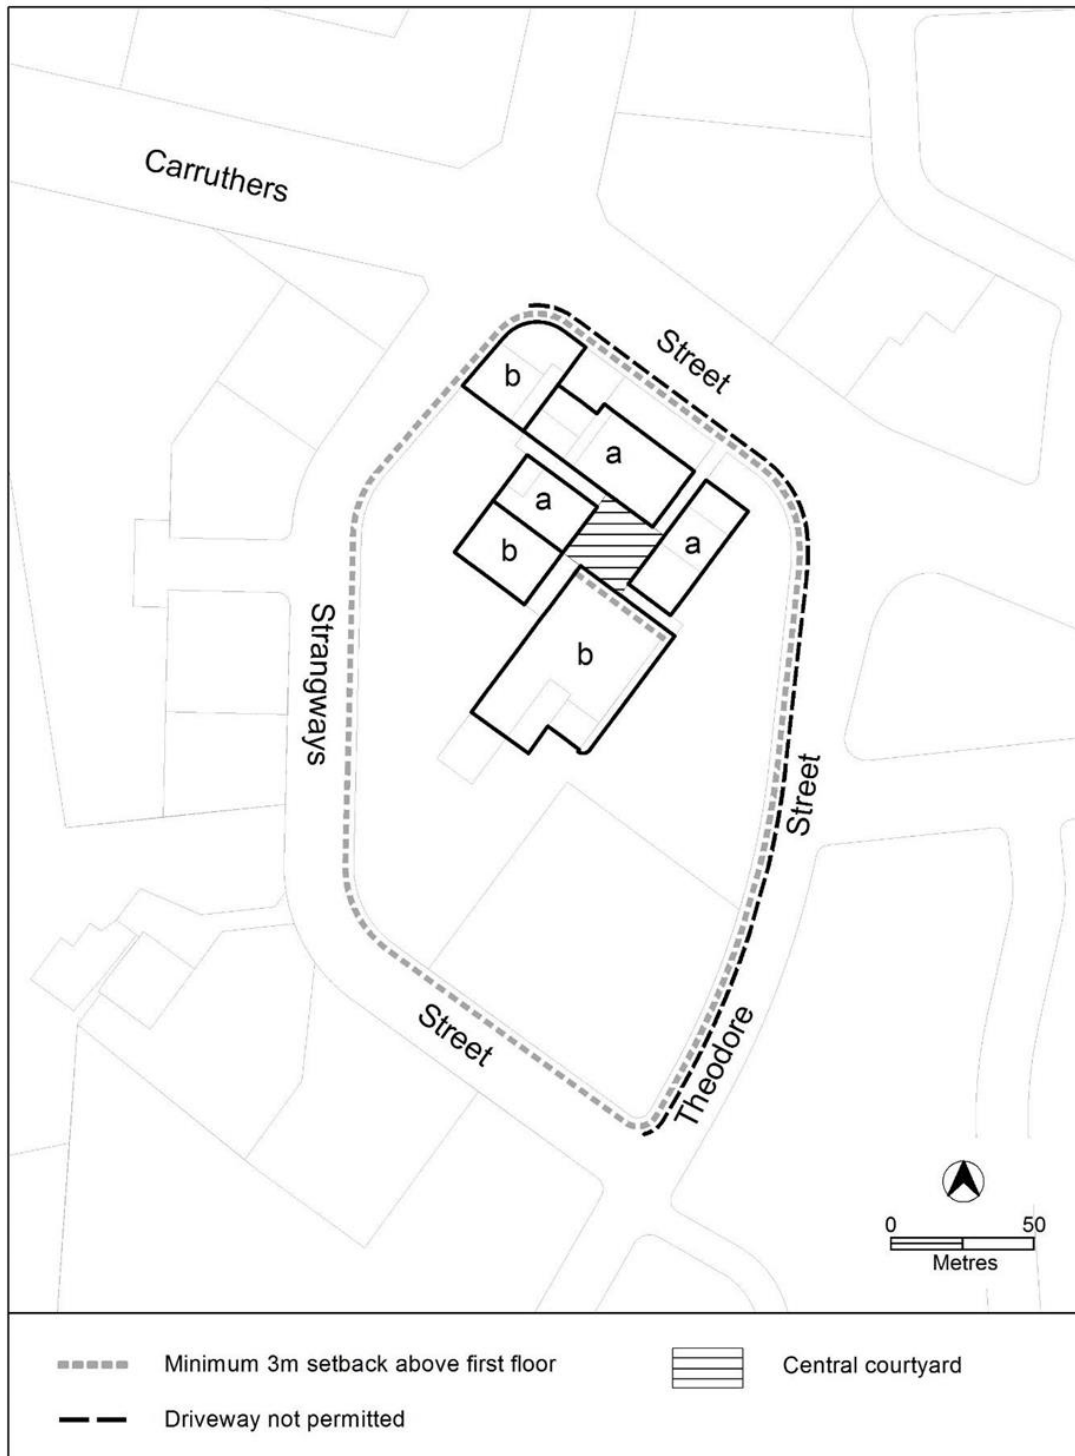 Carruthers
Street
b
a
a
a
b
b
Strangways
Street
Street
Theodore
0 50
Metres
Minimum 3m setback above first floor
Central courtyard
Driveway not permitted